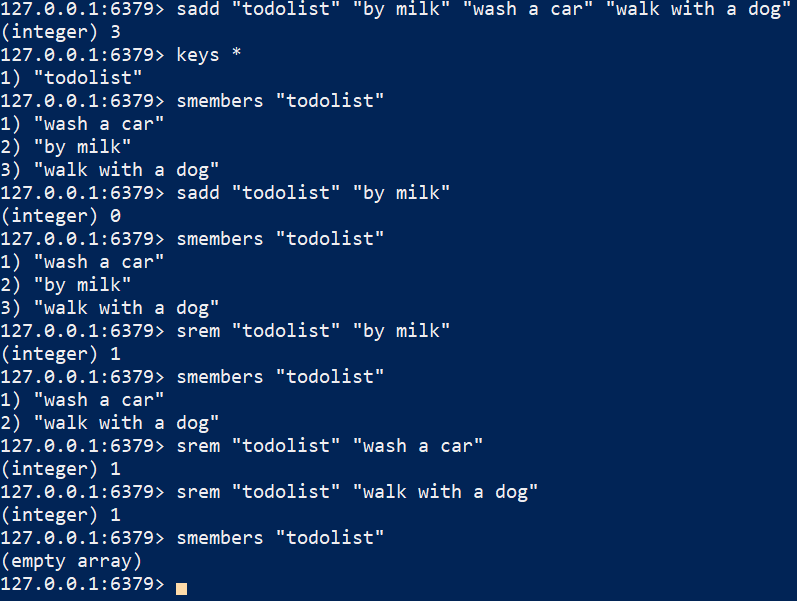 127.0.0.1:6379> sadd "todolist" "by milk" "wash a car" "walk with a dog"
(integer) 3
127.0.0.1:6379> keys *
1) "todolist"
127.0.0.1:6379> smembers "todolist"
1) "wash a car"
2) "by milk"
3) "walk with a dog"
127.0.0.1:6379> sadd "todolist" "by milk"
(integer) 0
127.0.0.1:6379> smembers "todolist"
1) "wash a car"
2) "by milk"
3) "walk with a dog"
127.0.0.1:6379> srem "todolist" "by milk"
(integer) 1
127.0.0.1:6379> smembers "todolist"
1) "wash a car"
2) "walk with a dog"
127.0.0.1:6379> srem "todolist" "wash a car"
(integer) 1
127.0.0.1:6379> srem "todolist" "walk with a dog"
(integer) 1
127.0.0.1:6379> smembers "todolist"
(empty array)
127.0.0.1:6379>